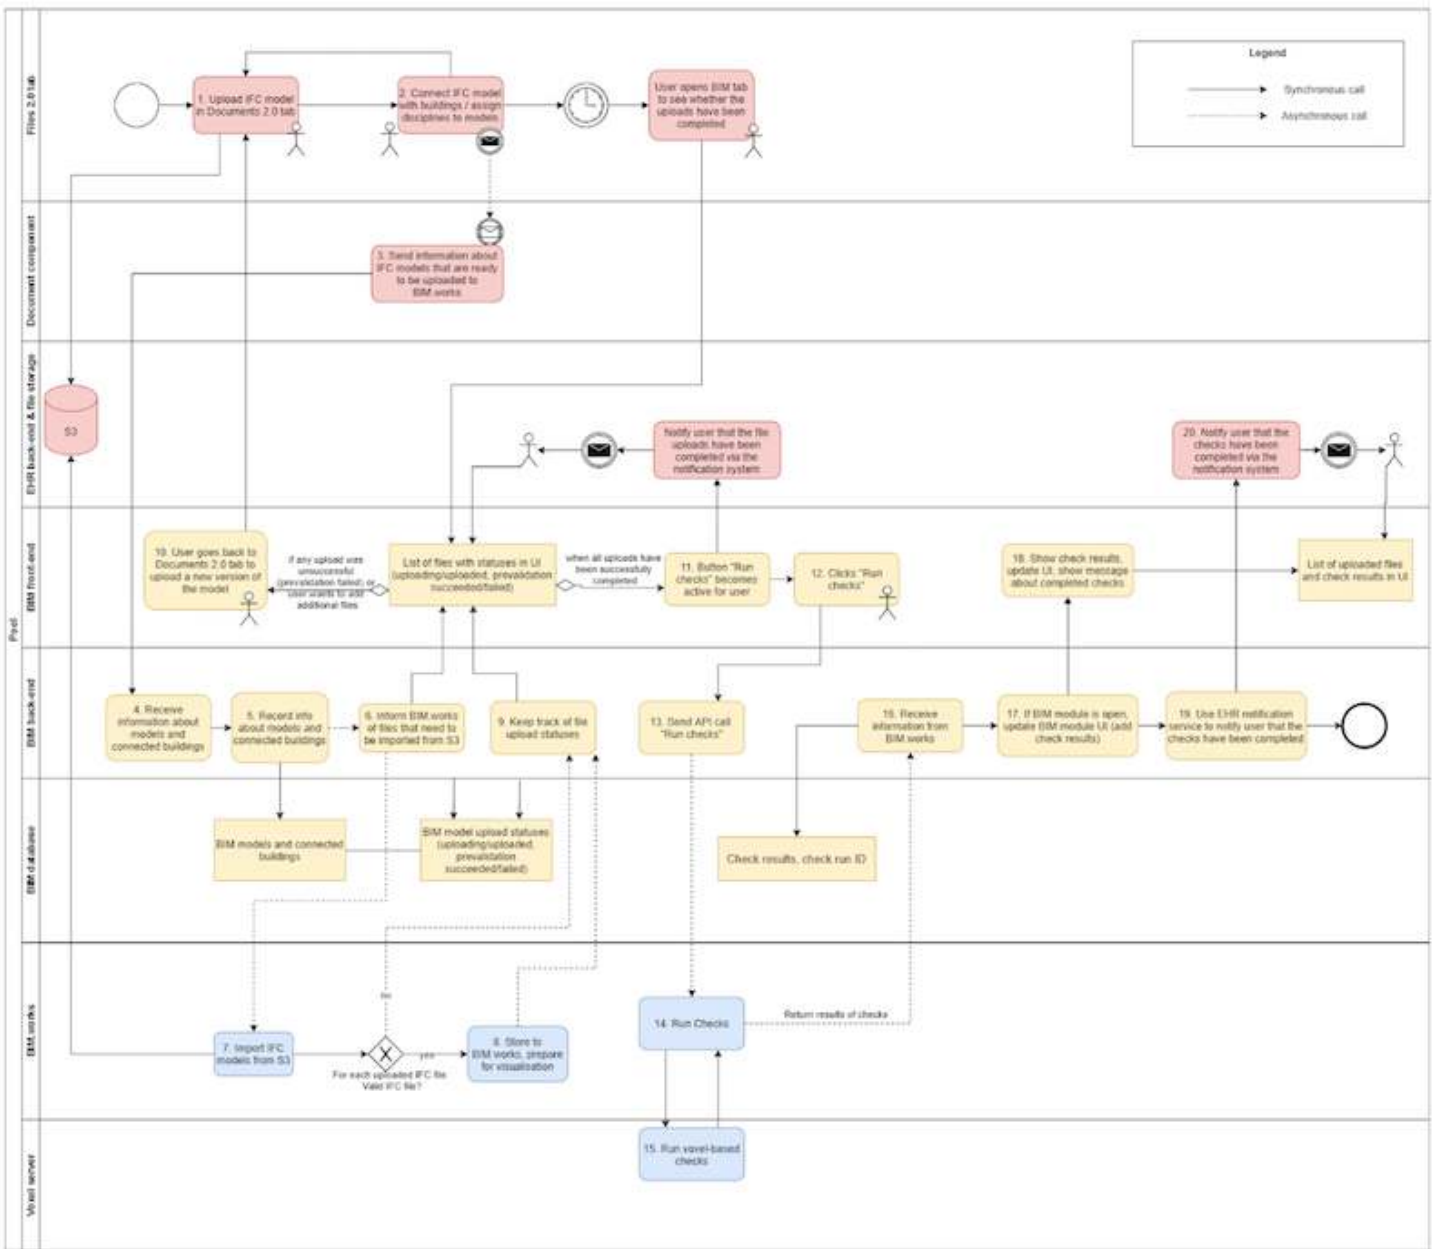 Legend
Synchronous call
Asynchronous call
Pool
Files 2.0 tab
1. Upload IFC model
in Documents 2.0 tab
2. Connect IFC model
with buildings / assign
disciplines to models
User opens BIM tab
to see whether the
uploads have been
completed
Document component
3. Send information about
IFC models that are ready
to be uploaded to
BIM.works
EHR back-end & file storage
S3
Notify user that the file
uploads have been
completed via the
notification system
20. Notify user that the
checks have been
completed via the
notification system
BIM front-end
10. User goes back to
Documents 2.0 tab to
upload a new version of
the model
if any upload was
unsuccessful
(prevalidation failed) or
user wants to add
additional files
List of files with statuses in UI
(uploading/uploaded, prevalidation
succeeded/failed)
when all uploads have
been successfully
completed
11. Button "Run
checks" becomes
active for user
12. Clicks "Run
checks"
18. Show check results,
update UI, show message
about completed checks
List of uploaded files
and check results in UI
BIM back-end
4. Receive
information about
models and
connected buildings
5. Record info
about models and
connected buildings
6. Inform BIM.works
of files that need to
be imported from S3
9. Keep track of file
upload statuses
13. Send API call
"Run checks"
16. Receive
information from
BIM works
17. If BIM module is open,
update BIM module UI (add
check results)
19. Use EHR notification
service to notify user that the
checks have been completed
BIM database
BIM models and connected
buildings
BIM model upload statuses
(uploading/uploaded,
prevalidation
succeeded/failed)
Check results, check run ID
BIM.works
7. Import IFC
models from S3
no
yes
For each uploaded IFC file
Valid IFC file?
8. Store to
BIM works, prepare
for visualisation
14. Run Checks
Return results of checks
Voxel server
15. Run voxel-based
checks